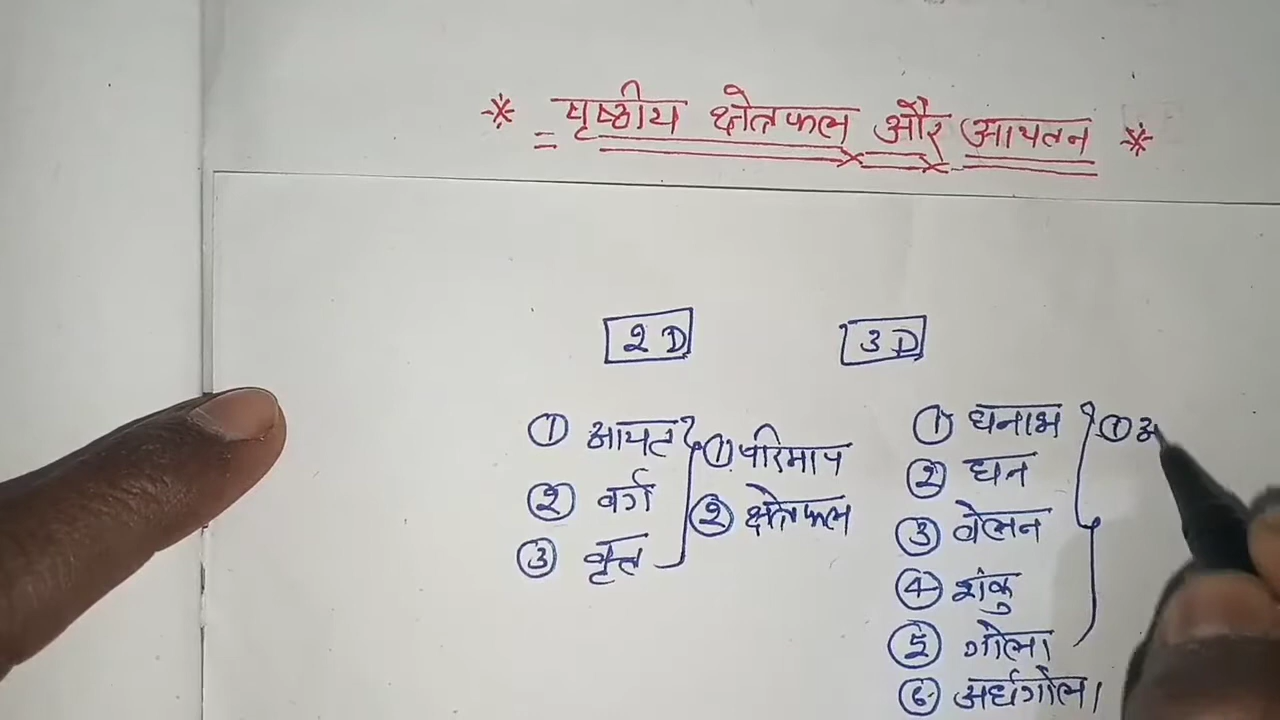 * पृष्ठीय क्षेत्रफल और आयतन *
2D
① आयत
② वर्ग
③ वृत्त
① परिमाप
② क्षेत्रफल
3D
① घनाभ
② घन
③ वेलन
④ शंकु
⑤ गोला
⑥ अर्धगोला
① अ